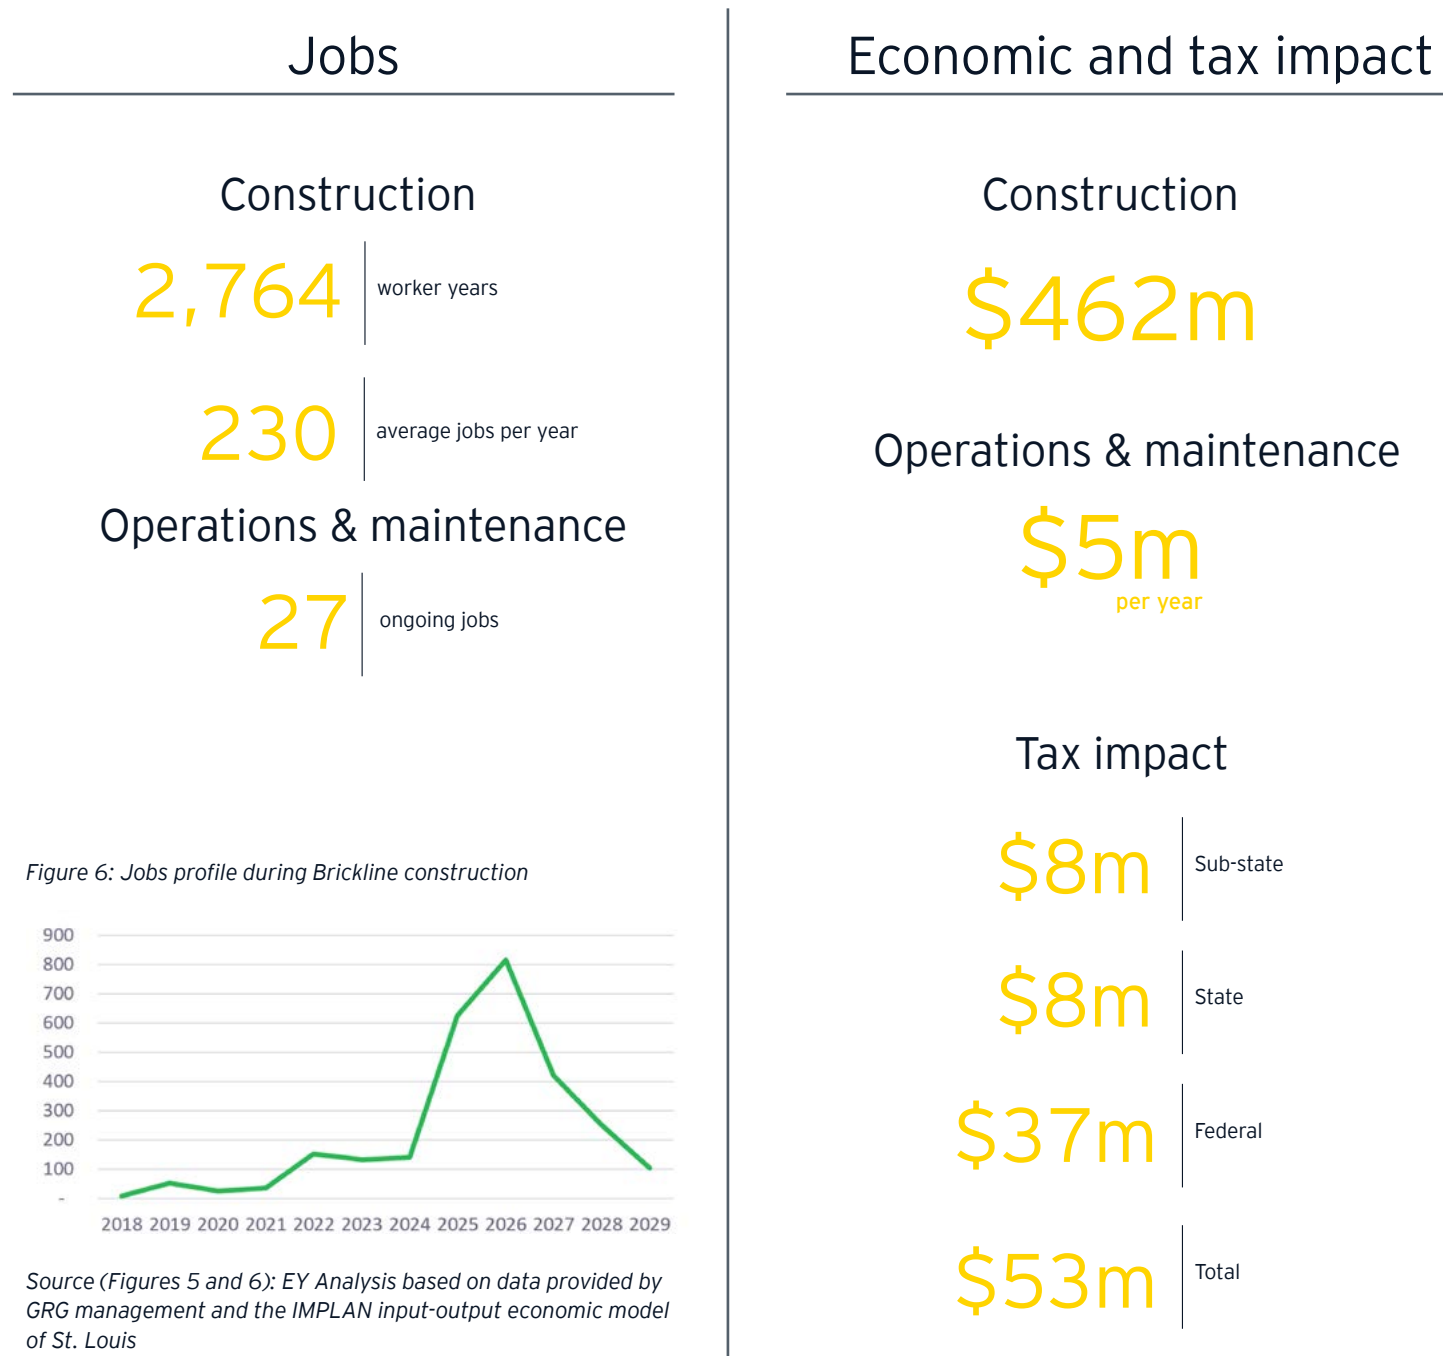 Jobs
Construction
2,764
worker years
230
average jobs per year
Operations & maintenance
27
ongoing jobs
Figure 6: Jobs profile during Brickline construction
900
800
700
600
500
400
300
200
100
-
2018 2019 2020 2021 2022 2023 2024 2025 2026 2027 2028 2029
Source (Figures 5 and 6): EY Analysis based on data provided by
GRG management and the IMPLAN input-output economic model
of St. Louis
Economic and tax impact
Construction
$462m
Operations & maintenance
$5m
per year
Tax impact
$8m
Sub-state
$8m
State
$37m
Federal
$53m
Total